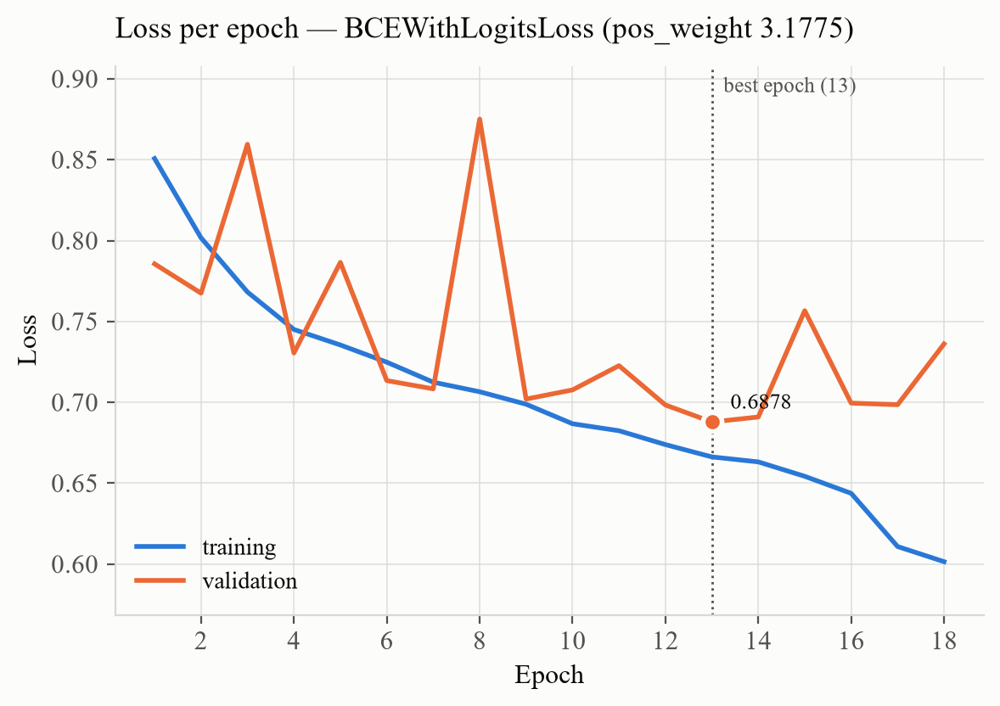 Loss per epoch — BCEWithLogitsLoss (pos_weight 3.1775)
0.90
0.85
0.80
0.75
0.70
0.65
0.60
Loss
best epoch (13)
0.6878
training
validation
2 4 6 8 10 12 14 16 18
Epoch